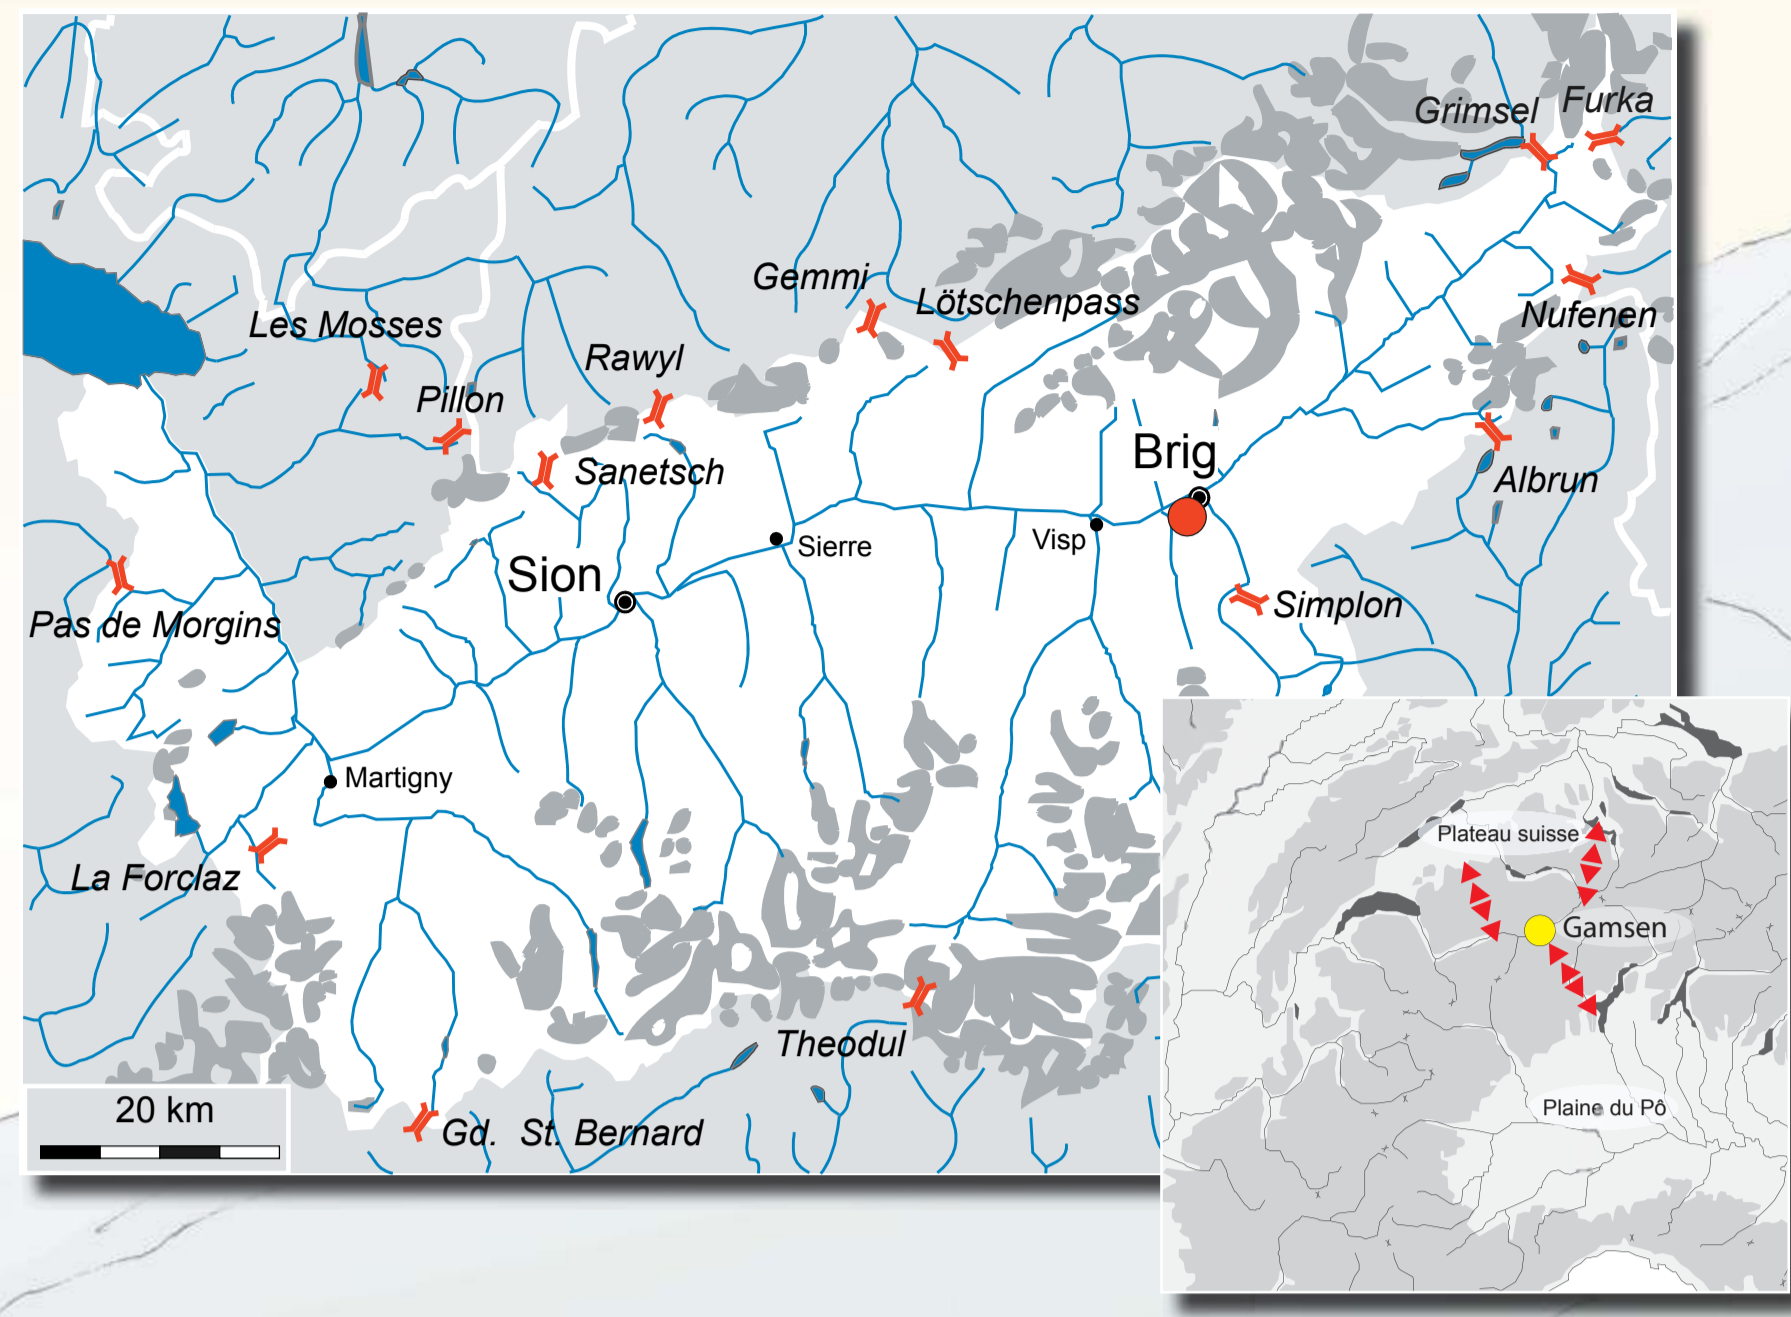 Grimsel
Furka
Gemmi
Lötschenpass
Nufenen
Les Mosses
Rawyl
Pillon
Brig
Sanetsch
Albrun
Visp
Sierre
Sion
Simplon
Pas de Morgins
Martigny
La Forclaz
Theodul
Gd. St. Bernard
20 km
Plateau suisse
Gamsen
Plaine du Pô